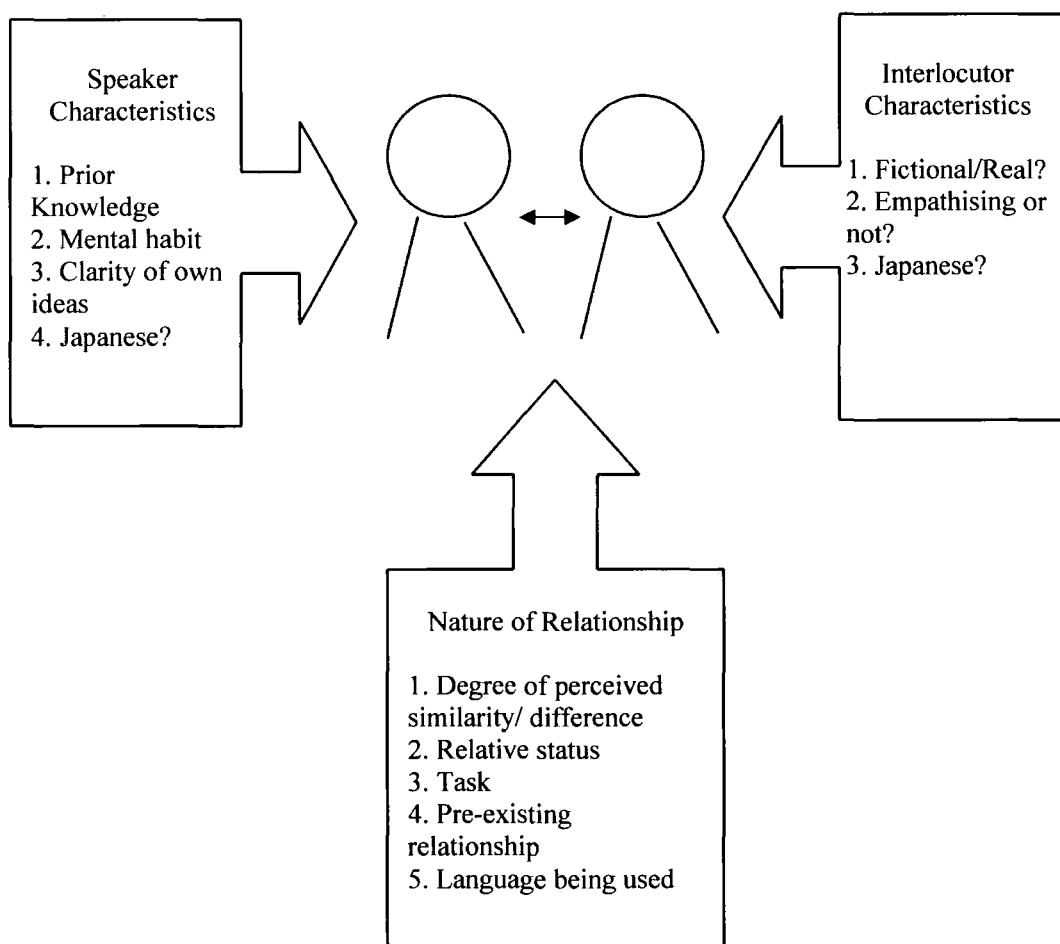 Speaker
Characteristics
1. Prior
Knowledge
2. Mental habit
3. Clarity of own
ideas
4. Japanese?
Interlocutor
Characteristics
1. Fictional/Real?
2. Empathising or
not?
3. Japanese?
Nature of Relationship
1. Degree of perceived
similarity/ difference
2. Relative status
3. Task
4. Pre-existing
relationship
5. Language being used